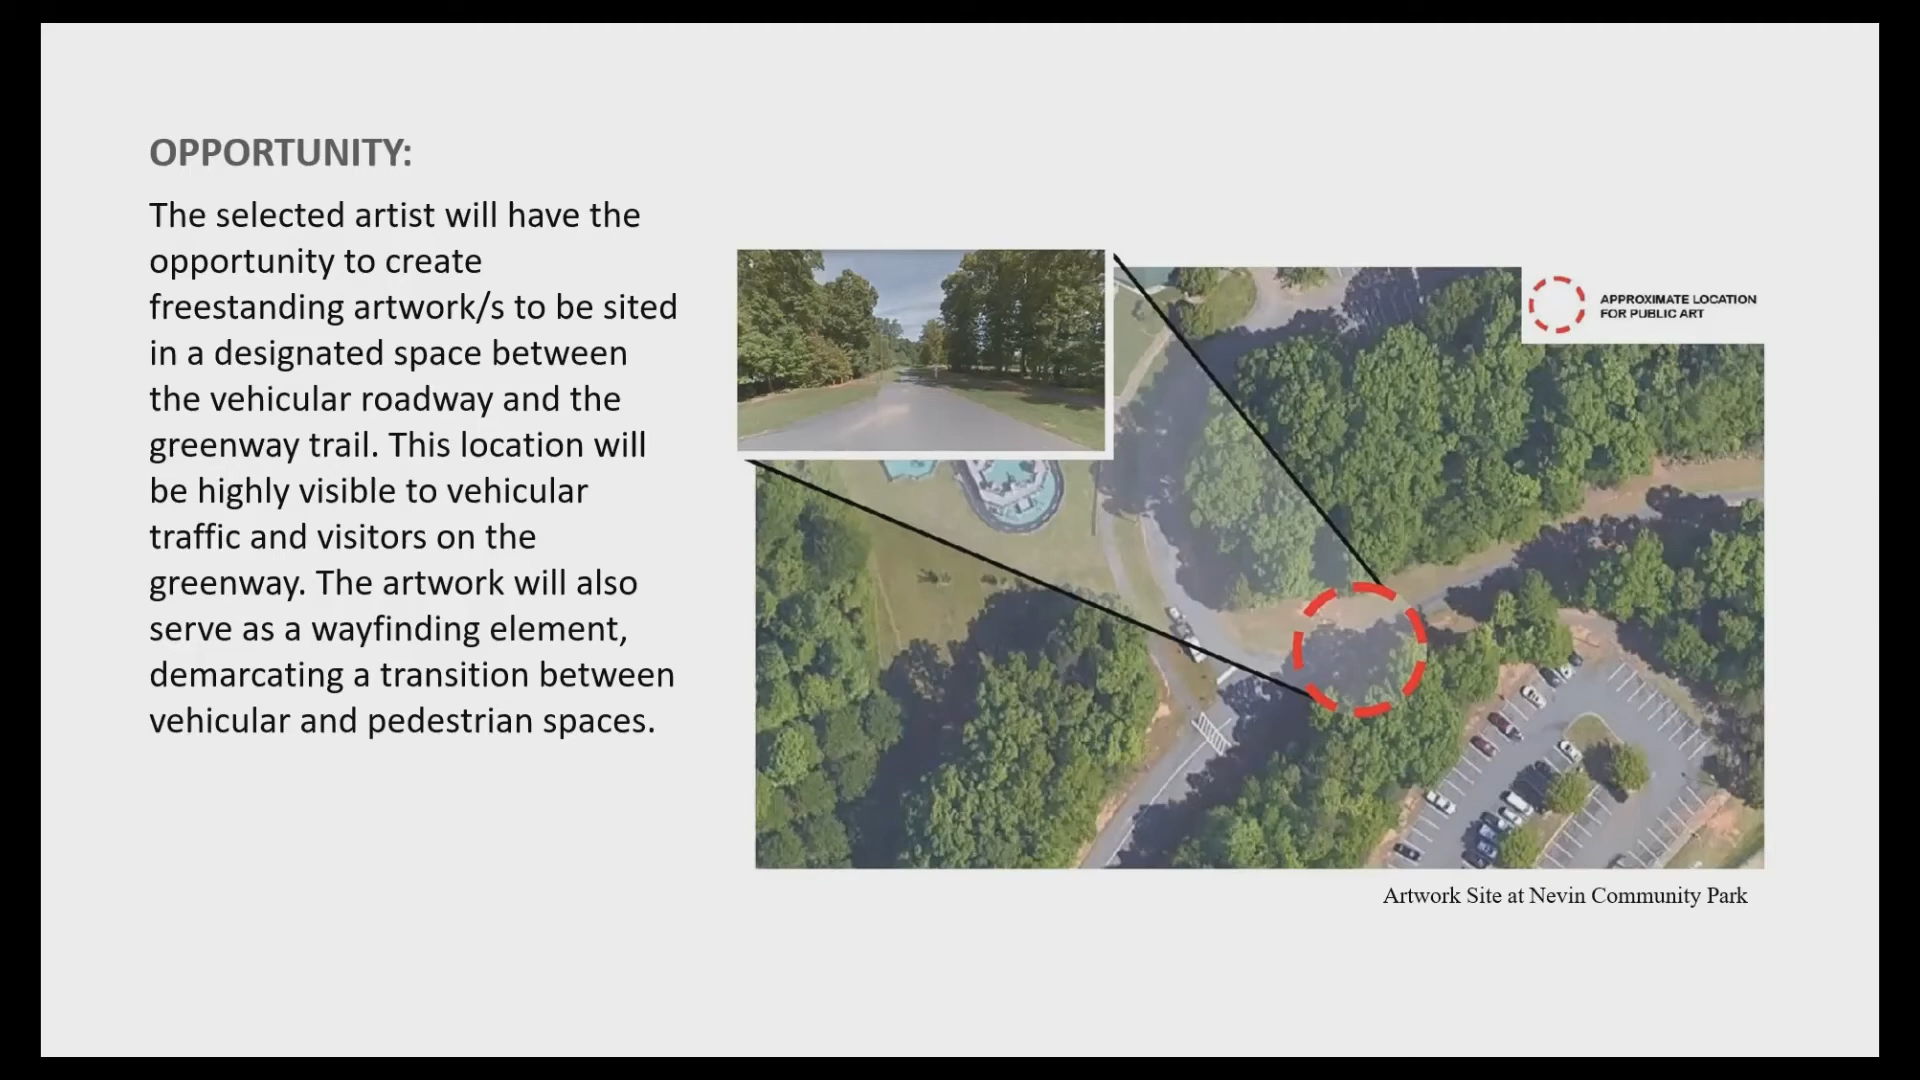 OPPORTUNITY:
The selected artist will have the
opportunity to create
freestanding artwork/s to be sited
in a designated space between
the vehicular roadway and the
greenway trail. This location will
be highly visible to vehicular
traffic and visitors on the
greenway. The artwork will also
serve as a wayfinding element,
demarcating a transition between
vehicular and pedestrian spaces.
APPROXIMATE LOCATION
FOR PUBLIC ART
Artwork Site at Nevin Community Park